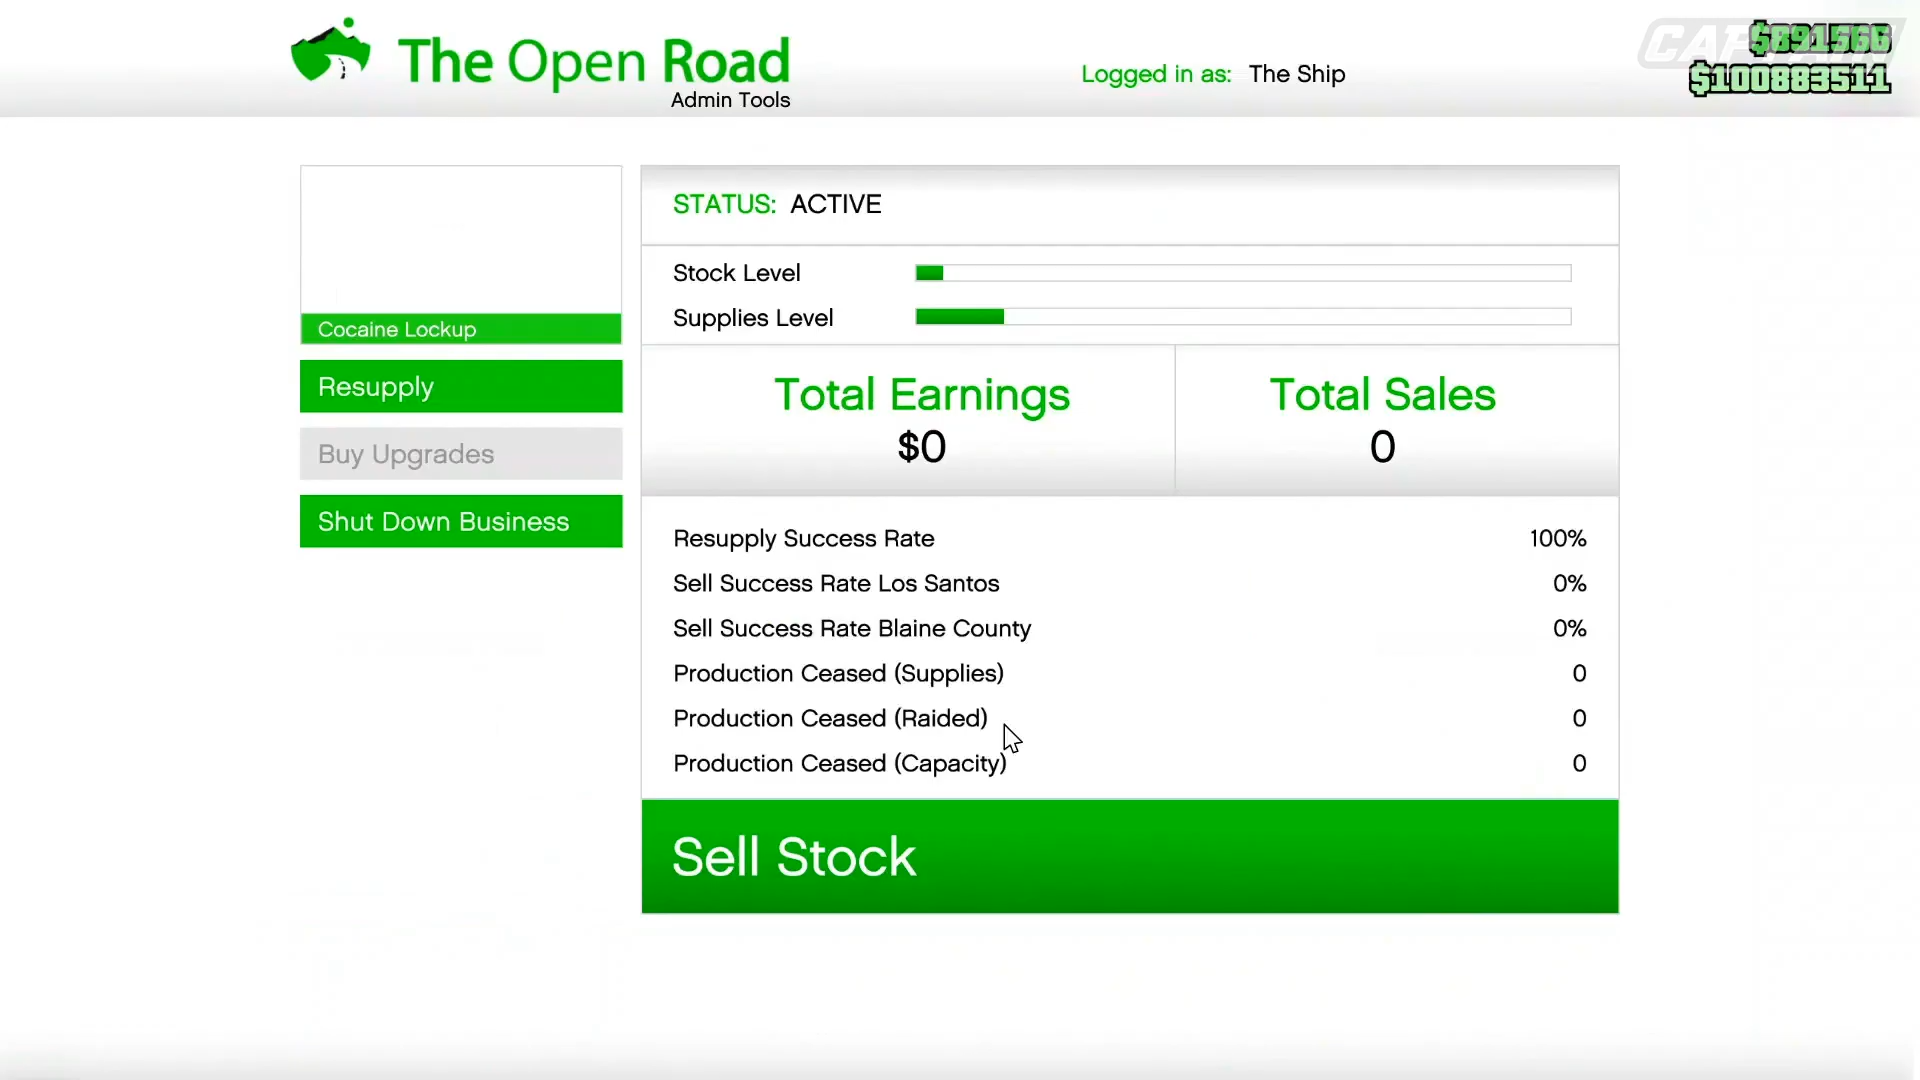 The Open Road
Admin Tools
Logged in as: The Ship
CAPTAIN
$891566
$100883511
Cocaine Lockup
Resupply
Buy Upgrades
Shut Down Business
STATUS: ACTIVE
Stock Level
Supplies Level
Total Earnings
$0
Total Sales
0
Resupply Success Rate 100%
Sell Success Rate Los Santos 0%
Sell Success Rate Blaine County 0%
Production Ceased (Supplies) 0
Production Ceased (Raided) 0
Production Ceased (Capacity) 0
Sell Stock